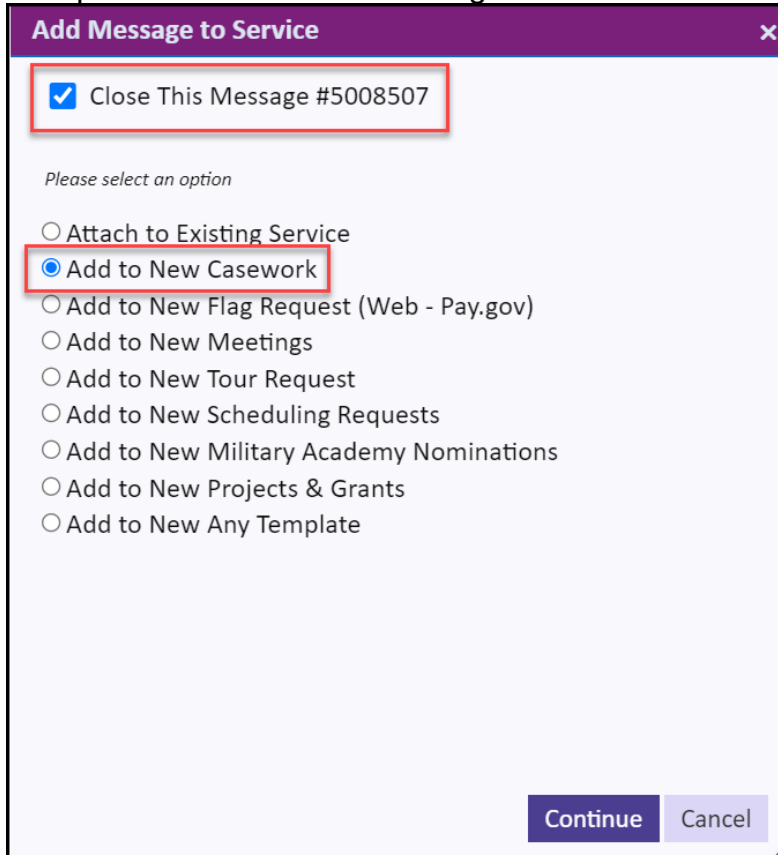 Add Message to Service
×
Close This Message #5008507
Please select an option
Attach to Existing Service
Add to New Casework
Add to New Flag Request (Web - Pay.gov)
Add to New Meetings
Add to New Tour Request
Add to New Scheduling Requests
Add to New Military Academy Nominations
Add to New Projects & Grants
Add to New Any Template
Continue Cancel